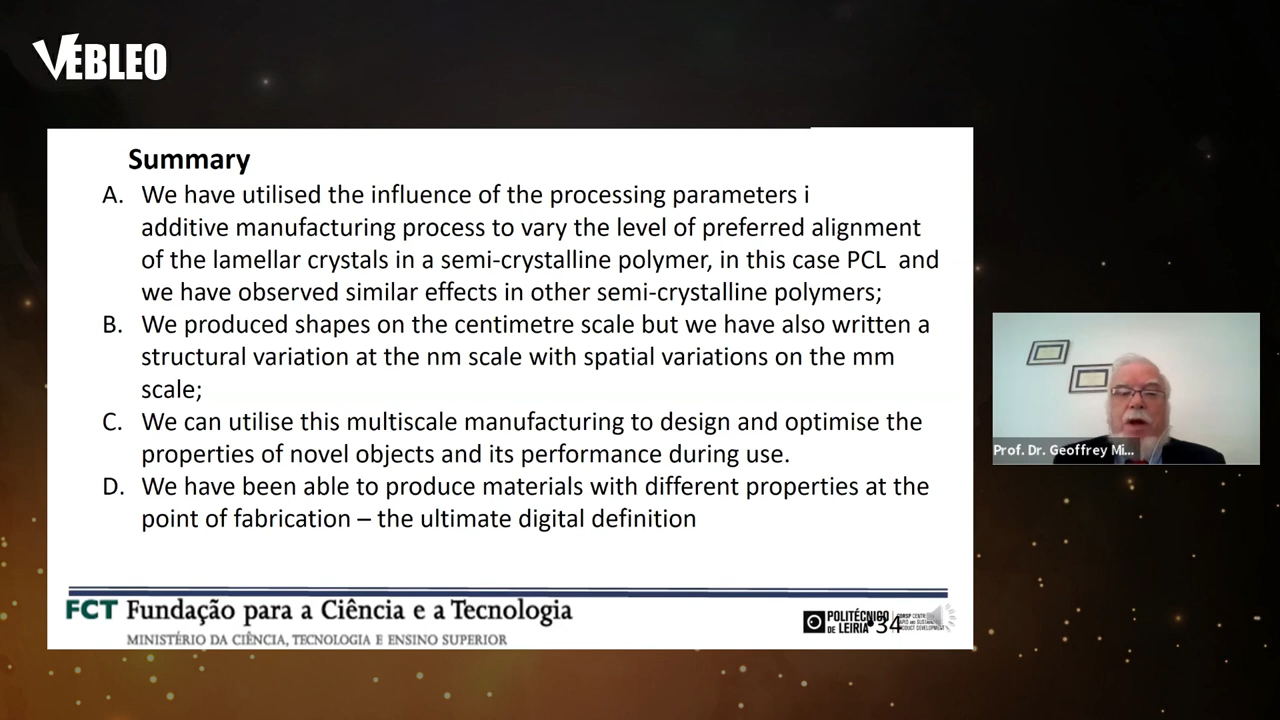 VEBLEO
Summary
A. We have utilised the influence of the processing parameters i
additive manufacturing process to vary the level of preferred alignment
of the lamellar crystals in a semi-crystalline polymer, in this case PCL and
we have observed similar effects in other semi-crystalline polymers;
B. We produced shapes on the centimetre scale but we have also written a
structural variation at the nm scale with spatial variations on the mm
scale;
C. We can utilise this multiscale manufacturing to design and optimise the
properties of novel objects and its performance during use.
D. We have been able to produce materials with different properties at the
point of fabrication – the ultimate digital definition
Prof. Dr. Geoffrey Mi...
FCT Fundação para a Ciência e a Tecnologia
MINISTÉRIO DA CIÊNCIA, TECNOLOGIA E ENSINO SUPERIOR
POLITÉCNICO
DE LEIRIA
•34